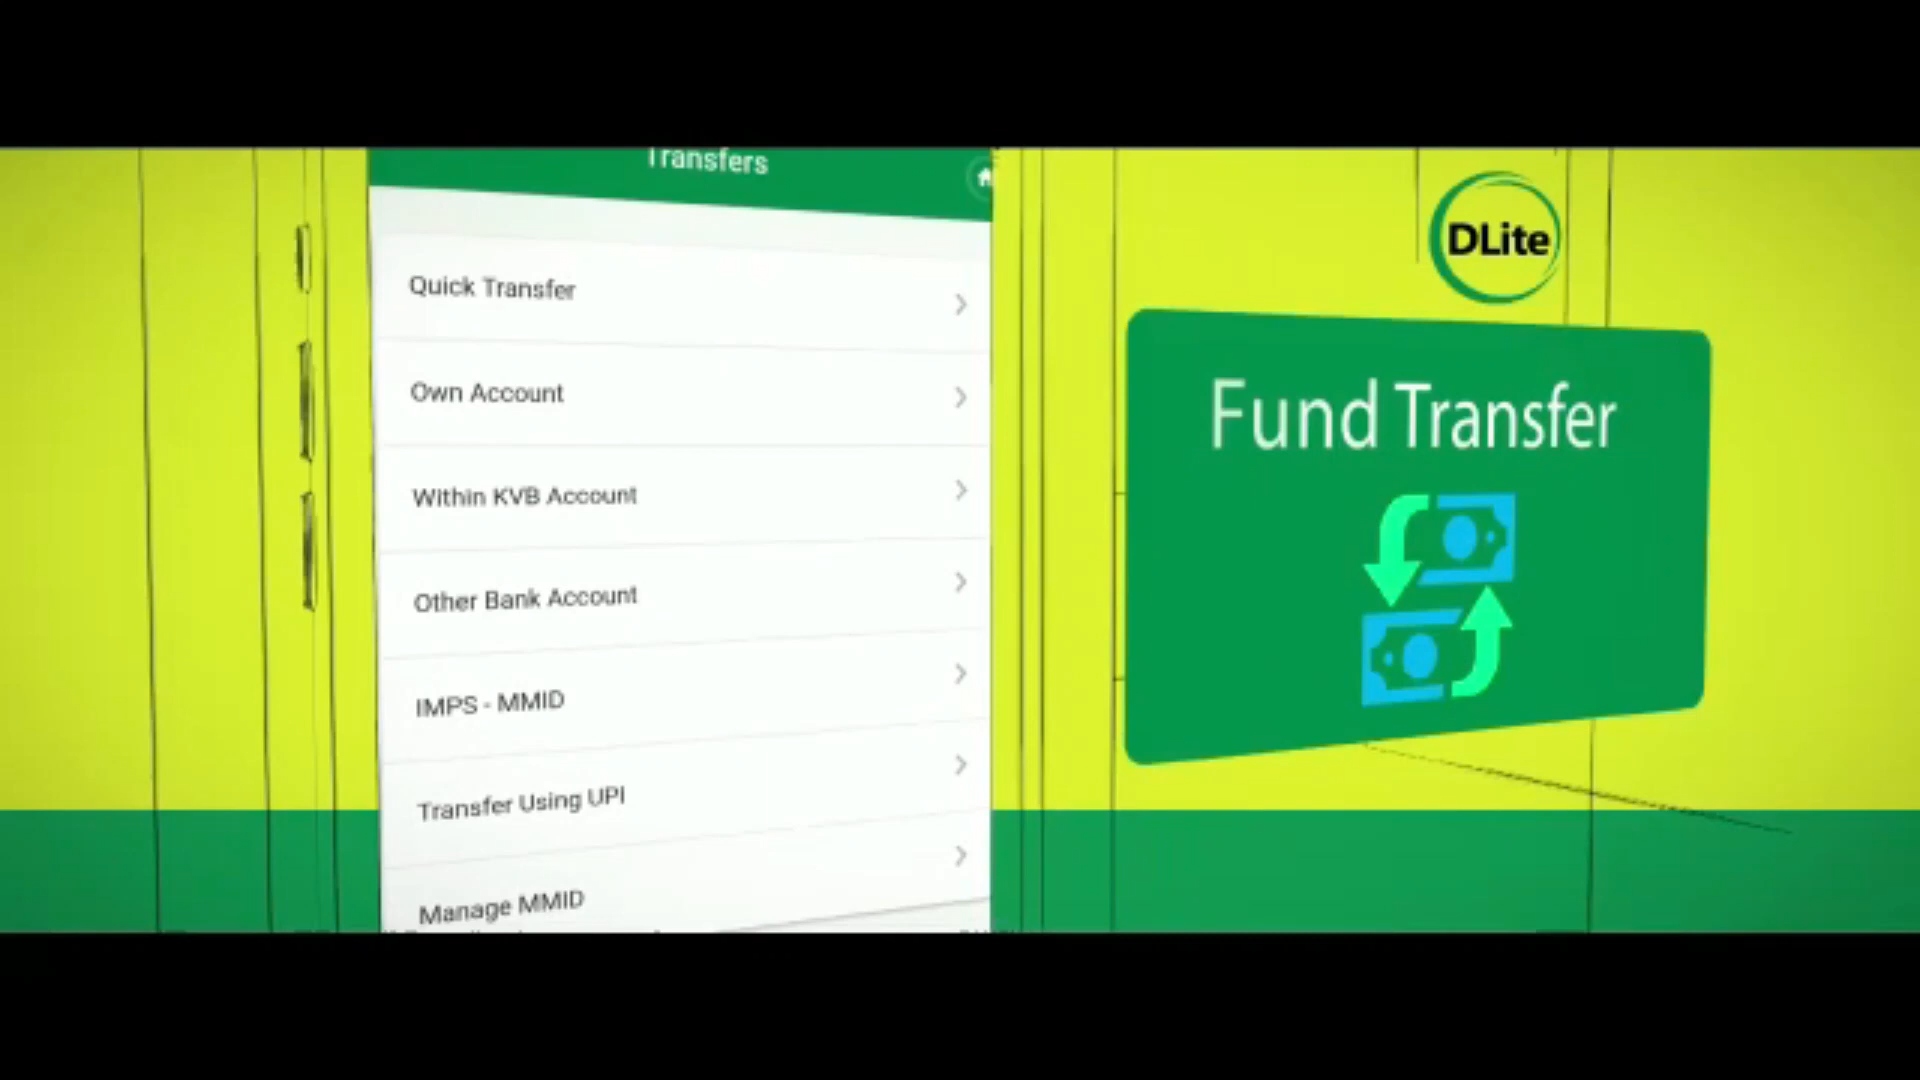 Transfers
Quick Transfer
Own Account
Within KVB Account
Other Bank Account
IMPS - MMID
Transfer Using UPI
Manage MMID
DLite
Fund Transfer